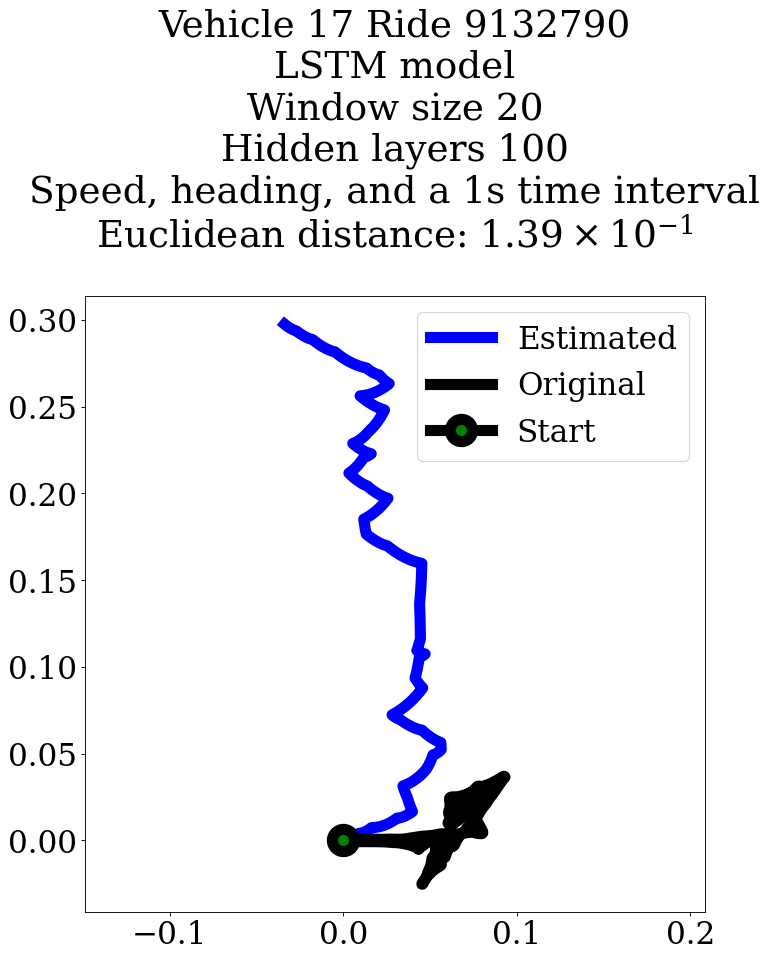 Vehicle 17 Ride 9132790
LSTM model
Window size 20
Hidden layers 100
Speed, heading, and a 1s time interval
Euclidean distance: 1.39 × 10⁻¹
Estimated
Original
Start
0.30
0.25
0.20
0.15
0.10
0.05
0.00
−0.1 0.0 0.1 0.2